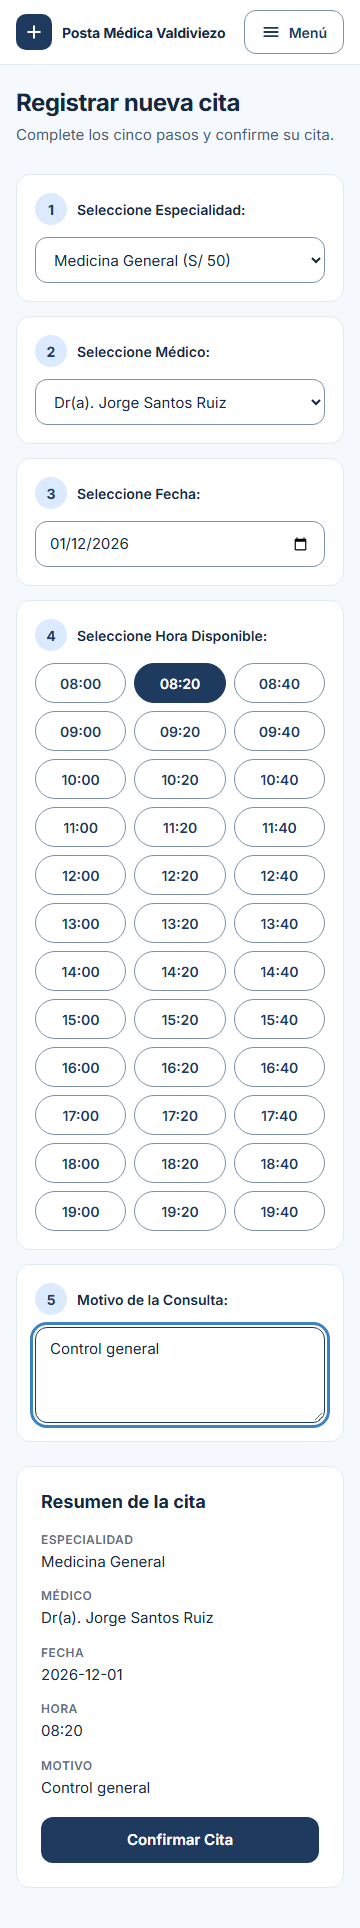 Posta Médica Valdiviezo
Menú
Registrar nueva cita
Complete los cinco pasos y confirme su cita.
1 Seleccione Especialidad:
Medicina General (S/ 50)
2 Seleccione Médico:
Dr(a). Jorge Santos Ruiz
3 Seleccione Fecha:
01/12/2026
4 Seleccione Hora Disponible:
08:00 08:20 08:40
09:00 09:20 09:40
10:00 10:20 10:40
11:00 11:20 11:40
12:00 12:20 12:40
13:00 13:20 13:40
14:00 14:20 14:40
15:00 15:20 15:40
16:00 16:20 16:40
17:00 17:20 17:40
18:00 18:20 18:40
19:00 19:20 19:40
5 Motivo de la Consulta:
Control general
Resumen de la cita
ESPECIALIDAD
Medicina General
MÉDICO
Dr(a). Jorge Santos Ruiz
FECHA
2026-12-01
HORA
08:20
MOTIVO
Control general
Confirmar Cita